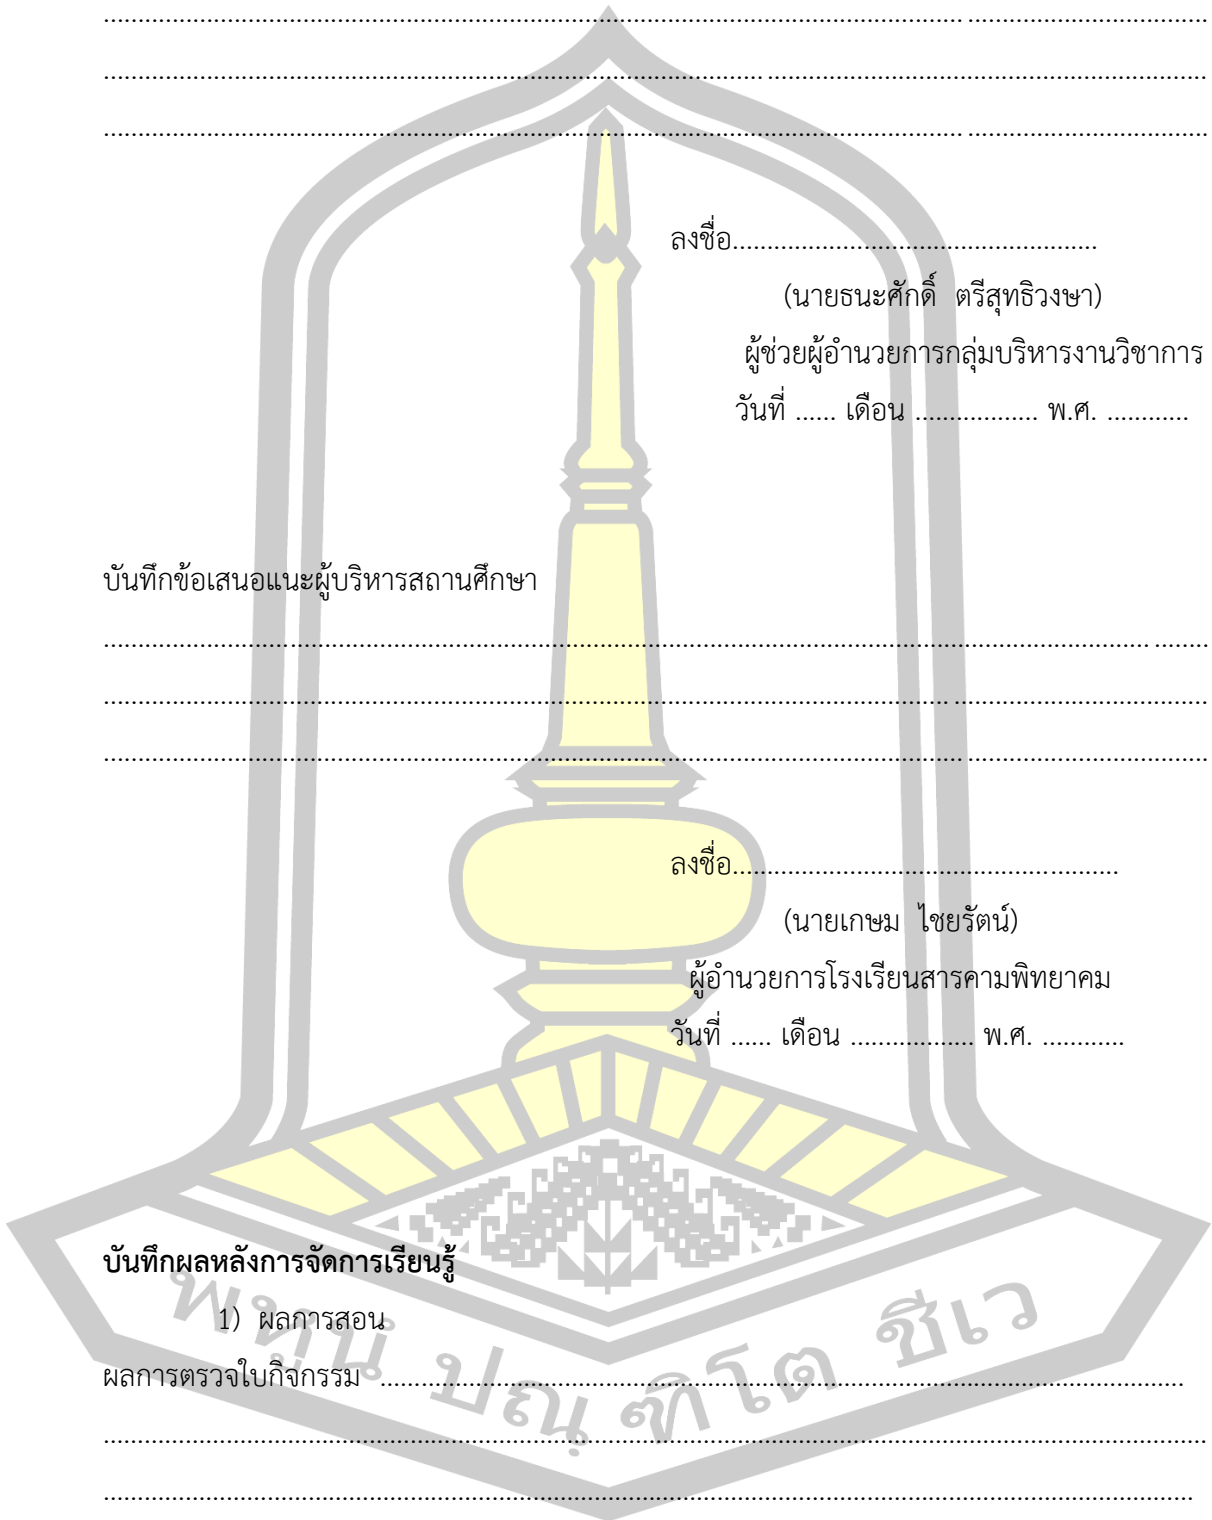 ........................................................................................................................................................................
........................................................................................................................................................................
........................................................................................................................................................................
ลงชื่อ.....................................................
(นายธนะศักดิ์ ตรีสุทธิวงษา)
ผู้ช่วยผู้อำนวยการกลุ่มบริหารงานวิชาการ
วันที่ ...... เดือน .................. พ.ศ. ............
บันทึกข้อเสนอแนะผู้บริหารสถานศึกษา
........................................................................................................................................................................
........................................................................................................................................................................
........................................................................................................................................................................
ลงชื่อ........................................................
(นายเกษม ไชยรัตน์)
ผู้อำนวยการโรงเรียนสารคามพิทยาคม
วันที่ ...... เดือน .................. พ.ศ. ............
บันทึกผลหลังการจัดการเรียนรู้
1) ผลการสอน
ผลการตรวจใบกิจกรรม .....................................................................................................................
........................................................................................................................................................................
......................................................................................................................................................................
พหูนํ ปณฺฑิโต ชีเว